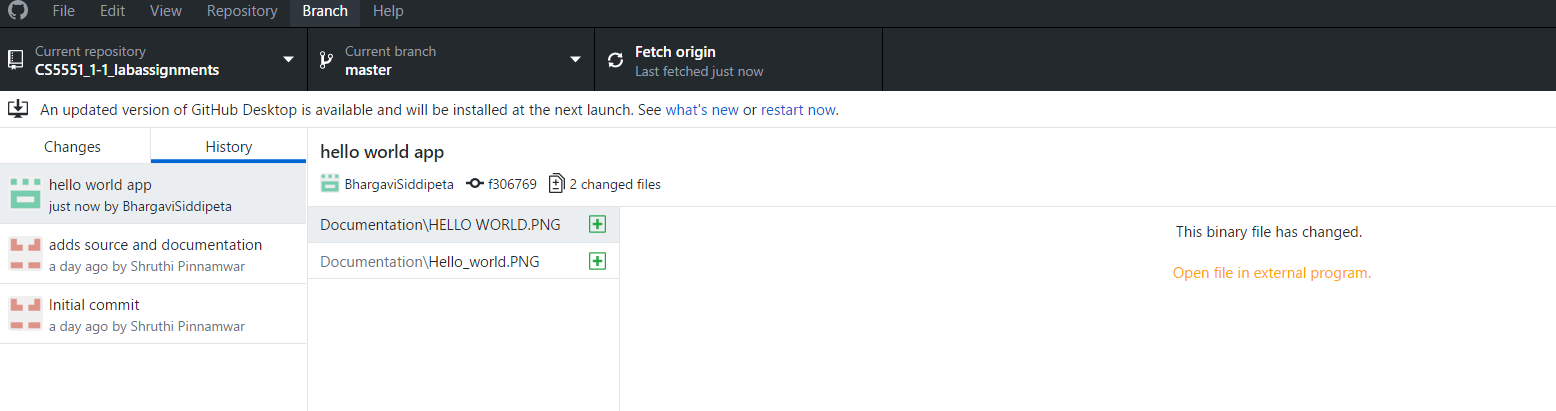 File Edit View Repository Branch Help
Current repository
CS5551_1-1_labassignments
Current branch
master
Fetch origin
Last fetched just now
An updated version of GitHub Desktop is available and will be installed at the next launch. See what's new or restart now.
Changes
History
hello world app
just now by BhargaviSiddipeta
adds source and documentation
a day ago by Shruthi Pinnamwar
Initial commit
a day ago by Shruthi Pinnamwar
hello world app
BhargaviSiddipeta f306769 2 changed files
Documentation\HELLO WORLD.PNG
Documentation\Hello_world.PNG
This binary file has changed.
Open file in external program.